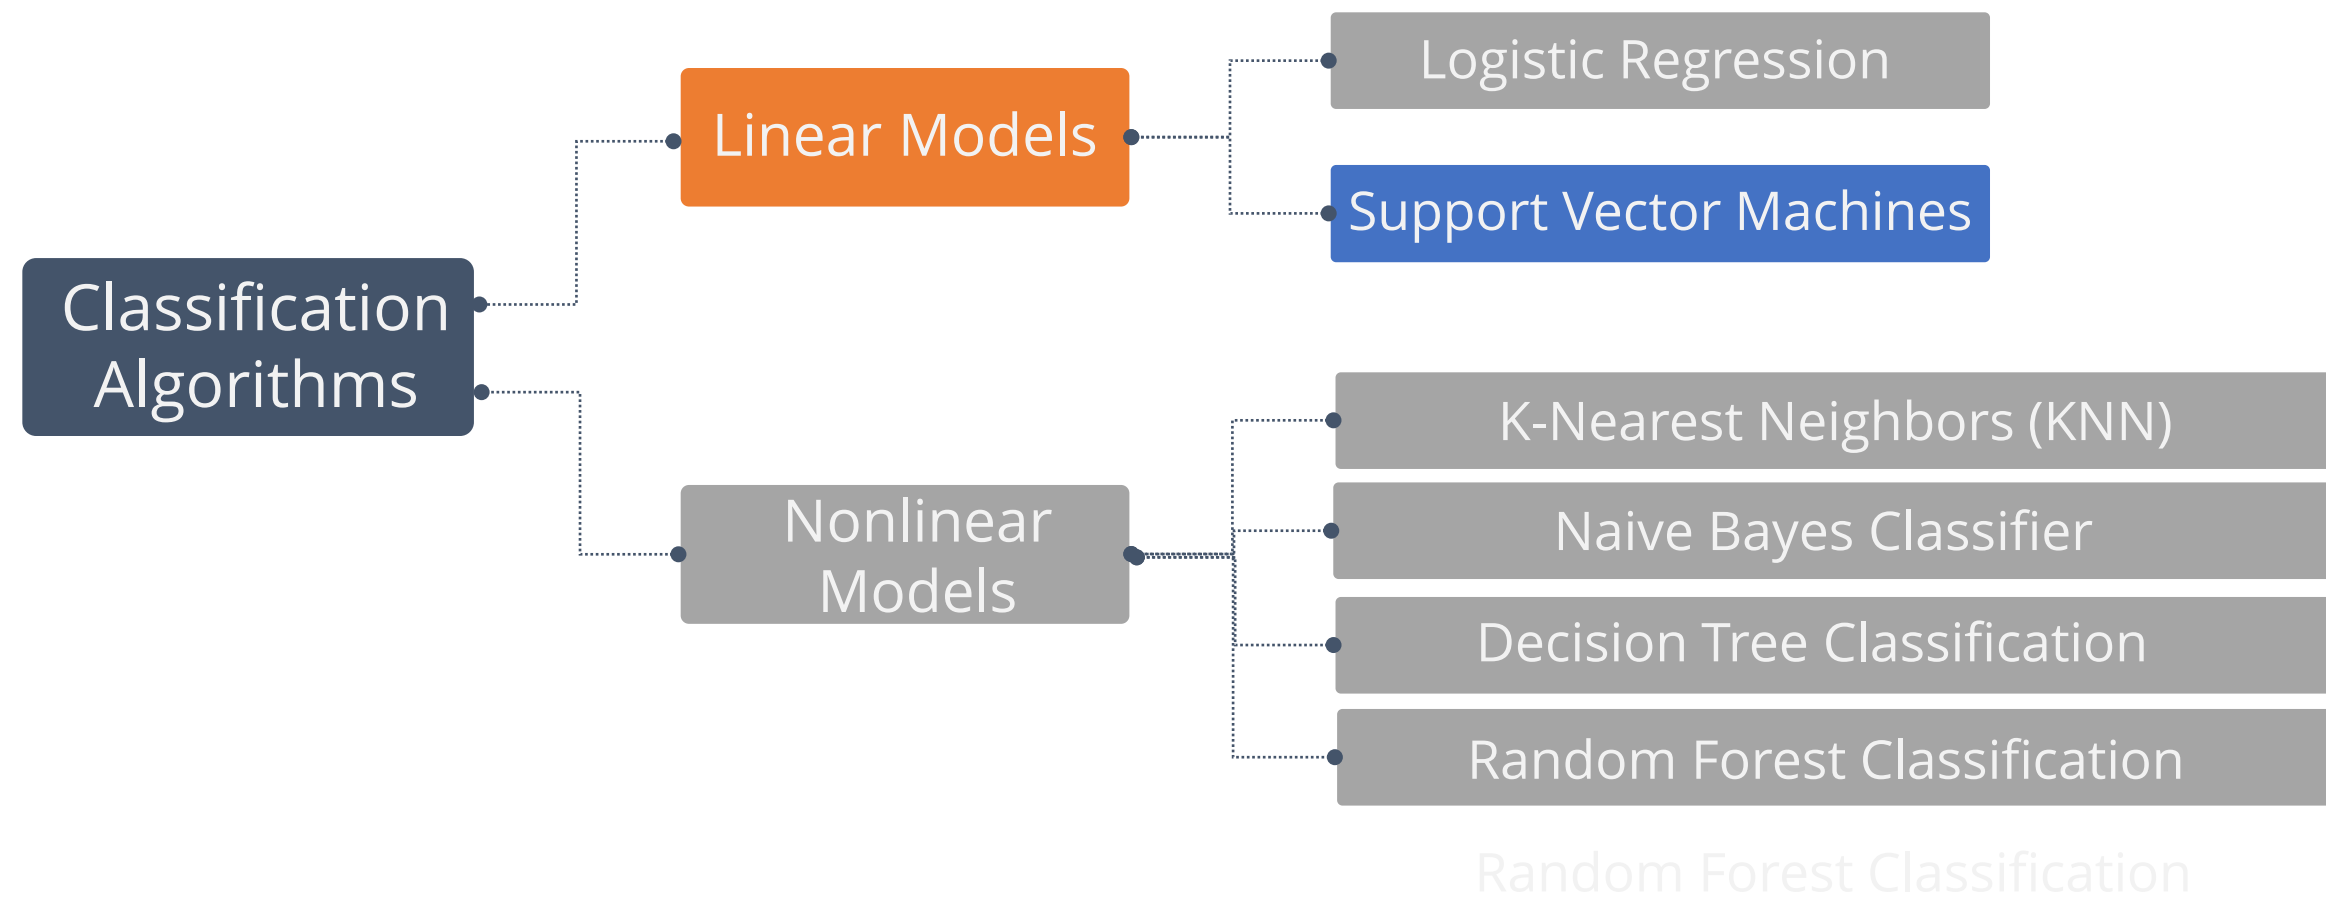 Logistic Regression
Linear Models
Support Vector Machines
Classification
Algorithms
K-Nearest Neighbors (KNN)
Nonlinear
Models
Naive Bayes Classifier
Decision Tree Classification
Random Forest Classification
Random Forest Classification